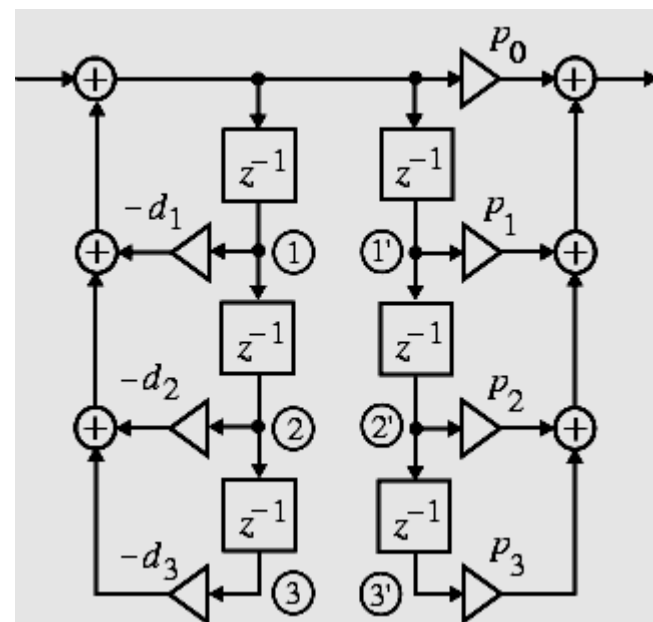 p₀
z⁻¹ z⁻¹
−d₁ ① ①' p₁
z⁻¹ z⁻¹
−d₂ ② ②' p₂
z⁻¹ z⁻¹
−d₃ ③ ③' p₃